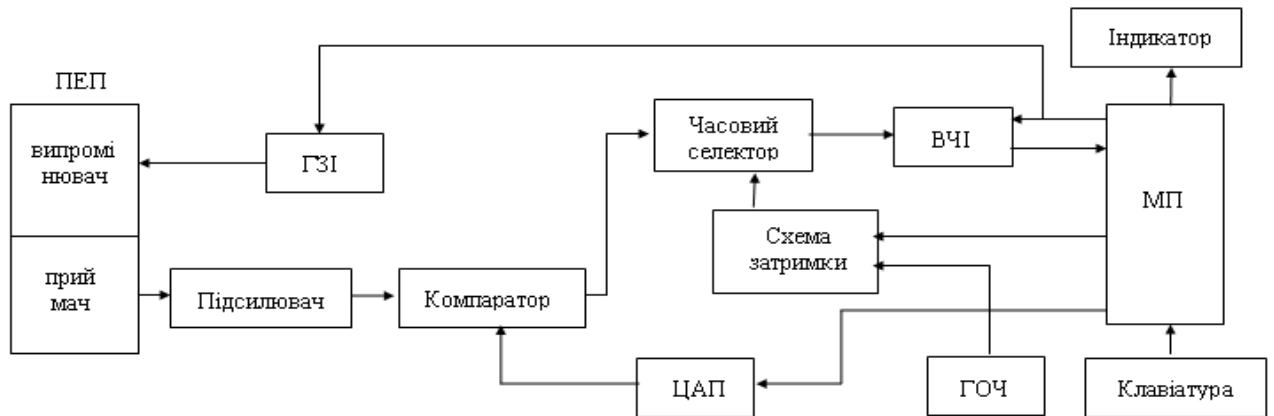 Індикатор
ПЕП
випромі
нювач
ГЗІ
Часовий
селектор
ВЧІ
МП
Схема
затримки
прий
мач
Підсилювач
Компаратор
ЦАП
ГОЧ
Клавіатура